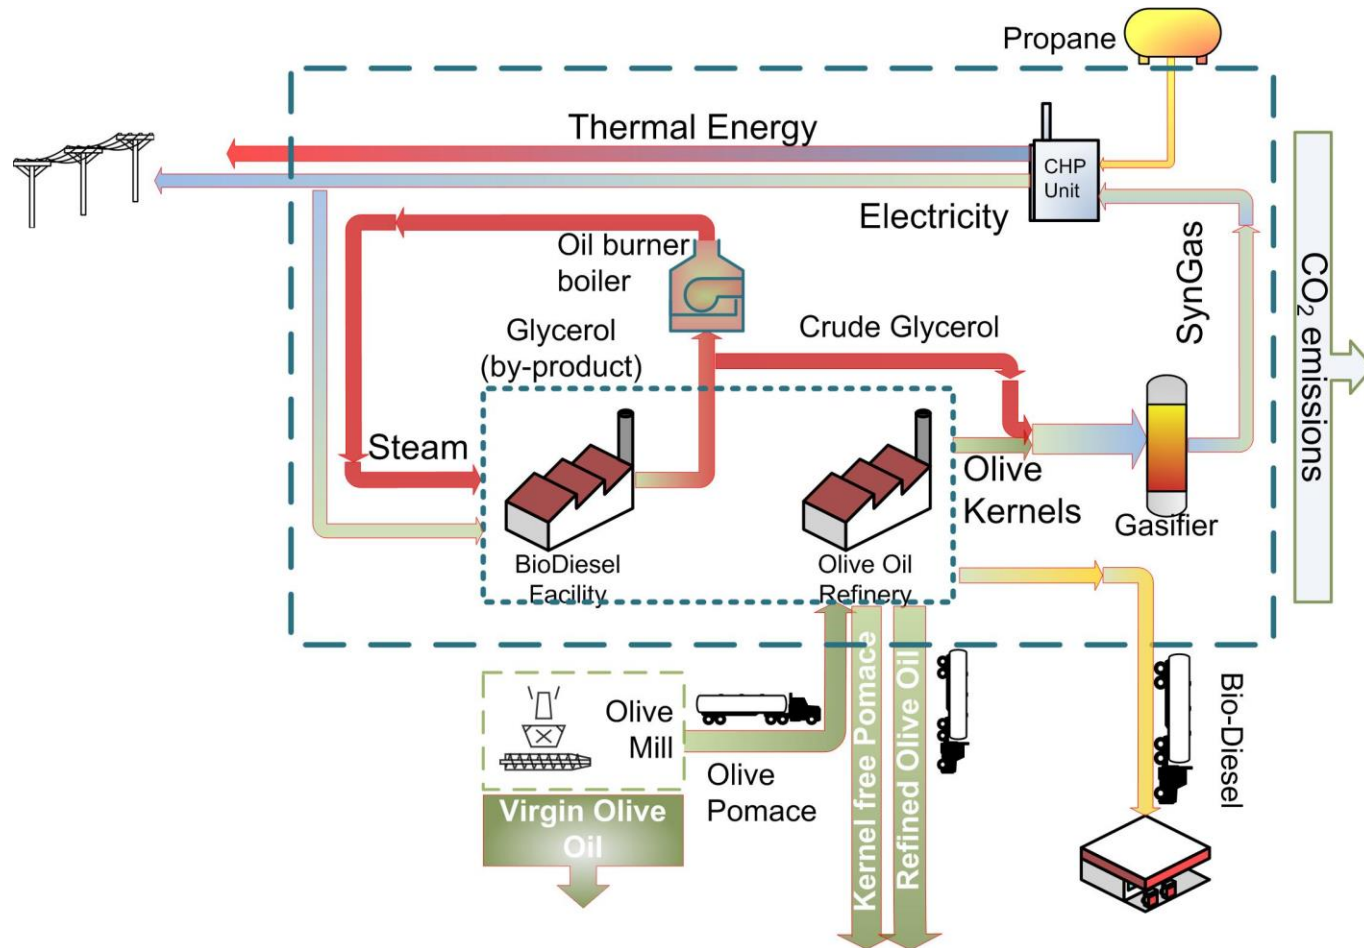 Propane
Thermal Energy
CHP
Unit
Electricity
Oil burner
boiler
SynGas
CO₂ emissions
Glycerol
(by-product)
Crude Glycerol
Steam
Olive
Kernels
Gasifier
BioDiesel
Facility
Olive Oil
Refinery
Olive
Mill
Olive
Pomace
Kernel free Pomace
Refined Olive Oil
Bio-Diesel
Virgin Olive
Oil